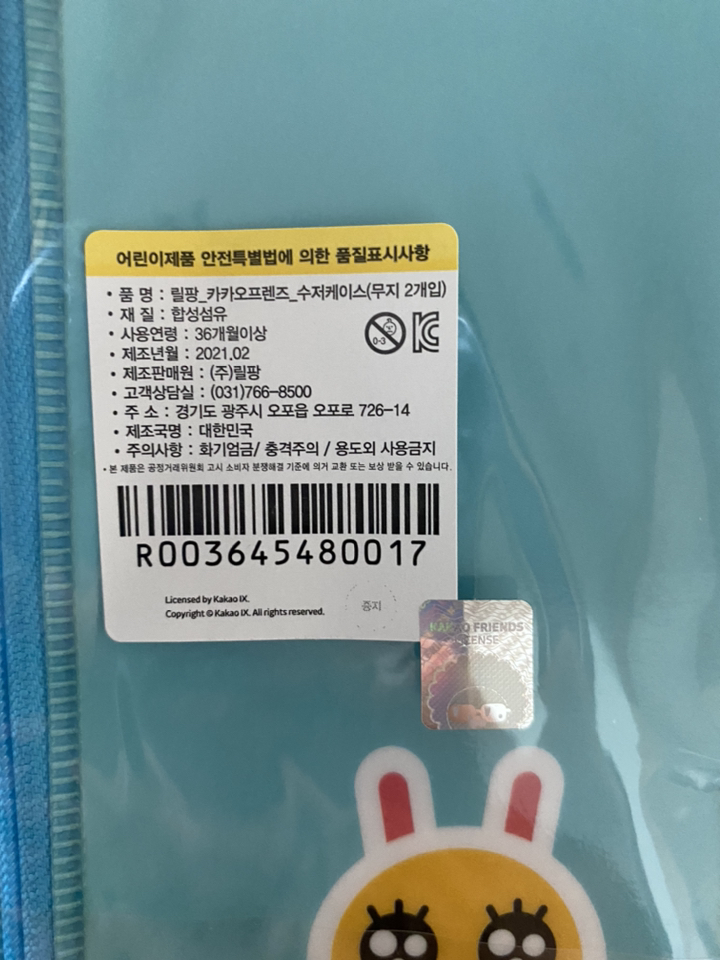 어린이제품 안전특별법에 의한 품질표시사항
• 품 명 : 릴팡_카카오프렌즈_수저케이스(무지 2개입)
• 재 질 : 합성섬유
• 사용연령 : 36개월이상
• 제조년월 : 2021.02
0-3
• 제조판매원 : (주)릴팡
• 고객상담실 : (031)766-8500
• 주 소 : 경기도 광주시 오포읍 오포로 726-14
• 제조국명 : 대한민국
• 주의사항 : 화기엄금/ 충격주의 / 용도외 사용금지
• 본 제품은 공정거래위원회 고시 소비자 분쟁해결 기준에 의거 교환 또는 보상 받을 수 있습니다.
R003645480017
Licensed by Kakao IX.
Copyright © Kakao IX. All rights reserved.
증지
KAKAO FRIENDS